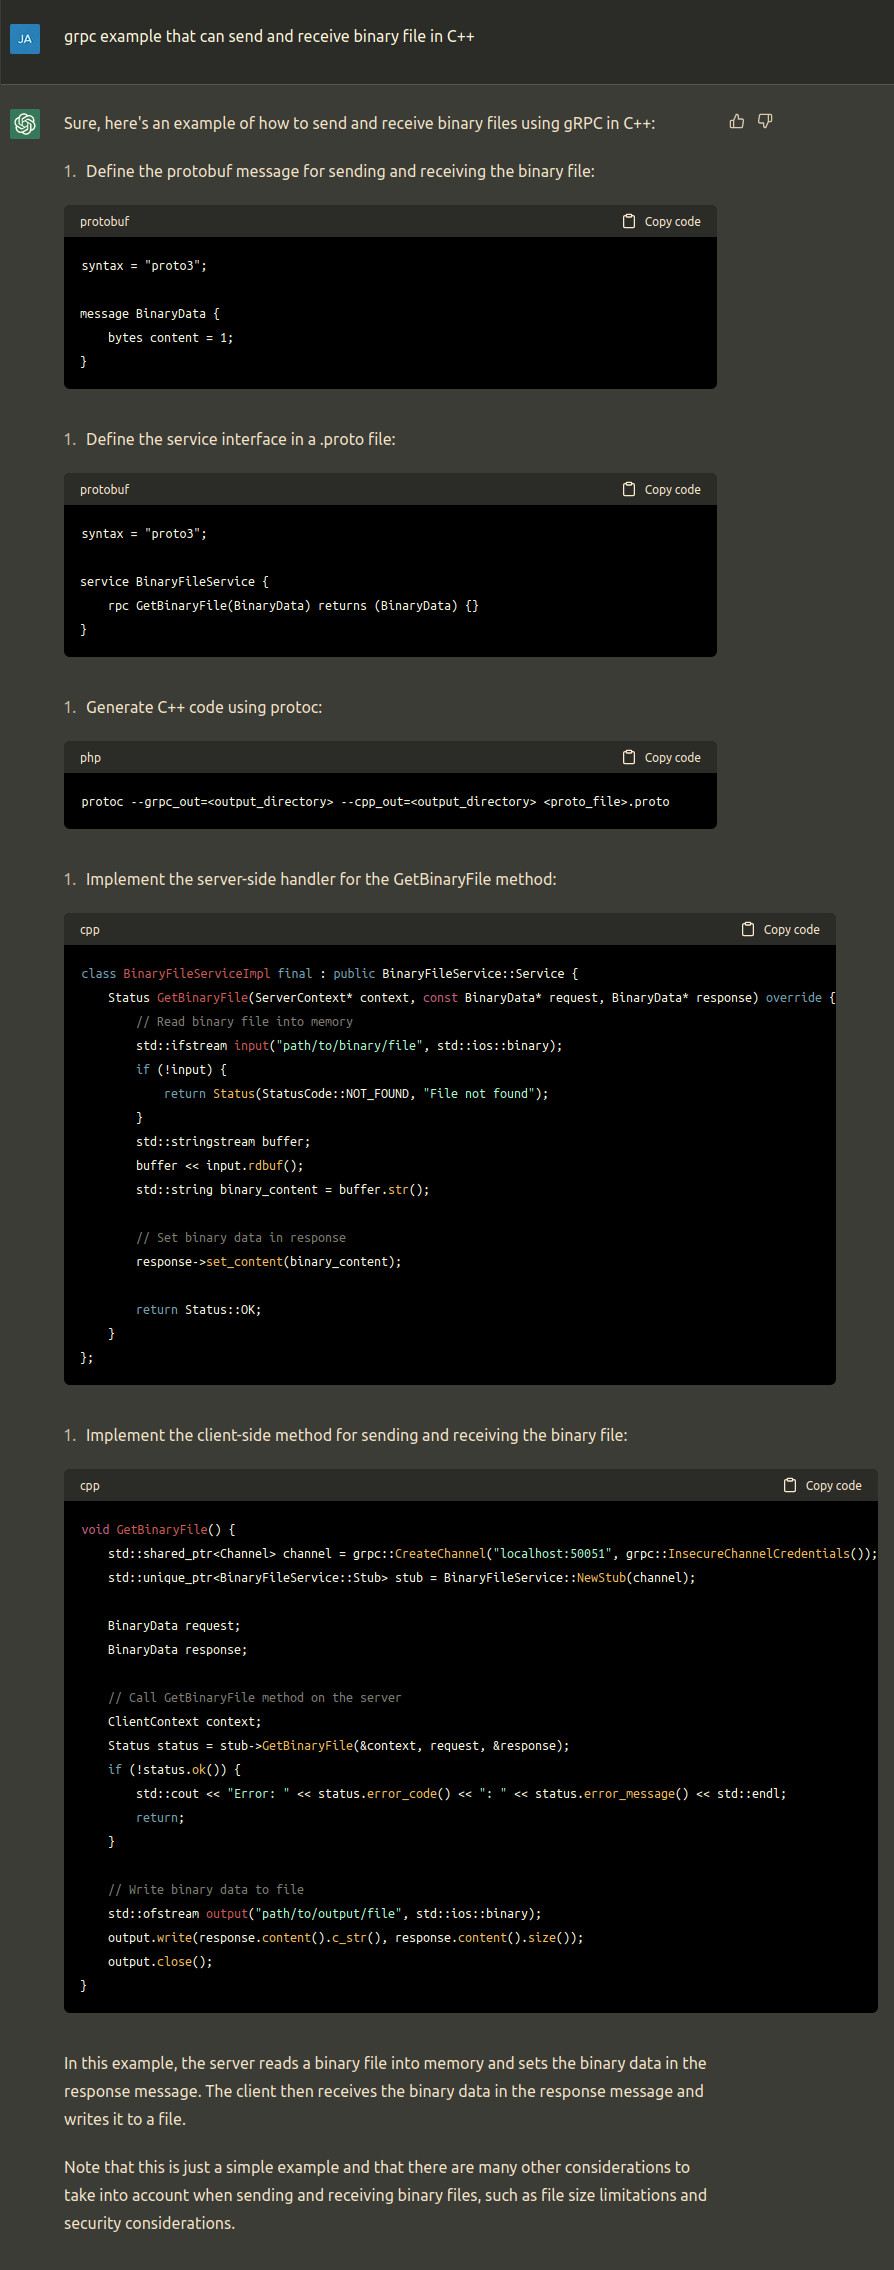 JA
grpc example that can send and receive binary file in C++
Sure, here's an example of how to send and receive binary files using gRPC in C++:
1. Define the protobuf message for sending and receiving the binary file:
protobuf
Copy code
syntax = "proto3";

message BinaryData {
    bytes content = 1;
}
1. Define the service interface in a .proto file:
protobuf
Copy code
syntax = "proto3";

service BinaryFileService {
    rpc GetBinaryFile(BinaryData) returns (BinaryData) {}
}
1. Generate C++ code using protoc:
php
Copy code
protoc --grpc_out=<output_directory> --cpp_out=<output_directory> <proto_file>.proto
1. Implement the server-side handler for the GetBinaryFile method:
cpp
Copy code
class BinaryFileServiceImpl final : public BinaryFileService::Service {
    Status GetBinaryFile(ServerContext* context, const BinaryData* request, BinaryData* response) override {
        // Read binary file into memory
        std::ifstream input("path/to/binary/file", std::ios::binary);
        if (!input) {
            return Status(StatusCode::NOT_FOUND, "File not found");
        }
        std::stringstream buffer;
        buffer << input.rdbuf();
        std::string binary_content = buffer.str();

        // Set binary data in response
        response->set_content(binary_content);

        return Status::OK;
    }
};
1. Implement the client-side method for sending and receiving the binary file:
cpp
Copy code
void GetBinaryFile() {
    std::shared_ptr<Channel> channel = grpc::CreateChannel("localhost:50051", grpc::InsecureChannelCredentials());
    std::unique_ptr<BinaryFileService::Stub> stub = BinaryFileService::NewStub(channel);

    BinaryData request;
    BinaryData response;

    // Call GetBinaryFile method on the server
    ClientContext context;
    Status status = stub->GetBinaryFile(&context, request, &response);
    if (!status.ok()) {
        std::cout << "Error: " << status.error_code() << ": " << status.error_message() << std::endl;
        return;
    }

    // Write binary data to file
    std::ofstream output("path/to/output/file", std::ios::binary);
    output.write(response.content().c_str(), response.content().size());
    output.close();
}
In this example, the server reads a binary file into memory and sets the binary data in the
response message. The client then receives the binary data in the response message and
writes it to a file.
Note that this is just a simple example and that there are many other considerations to
take into account when sending and receiving binary files, such as file size limitations and
security considerations.